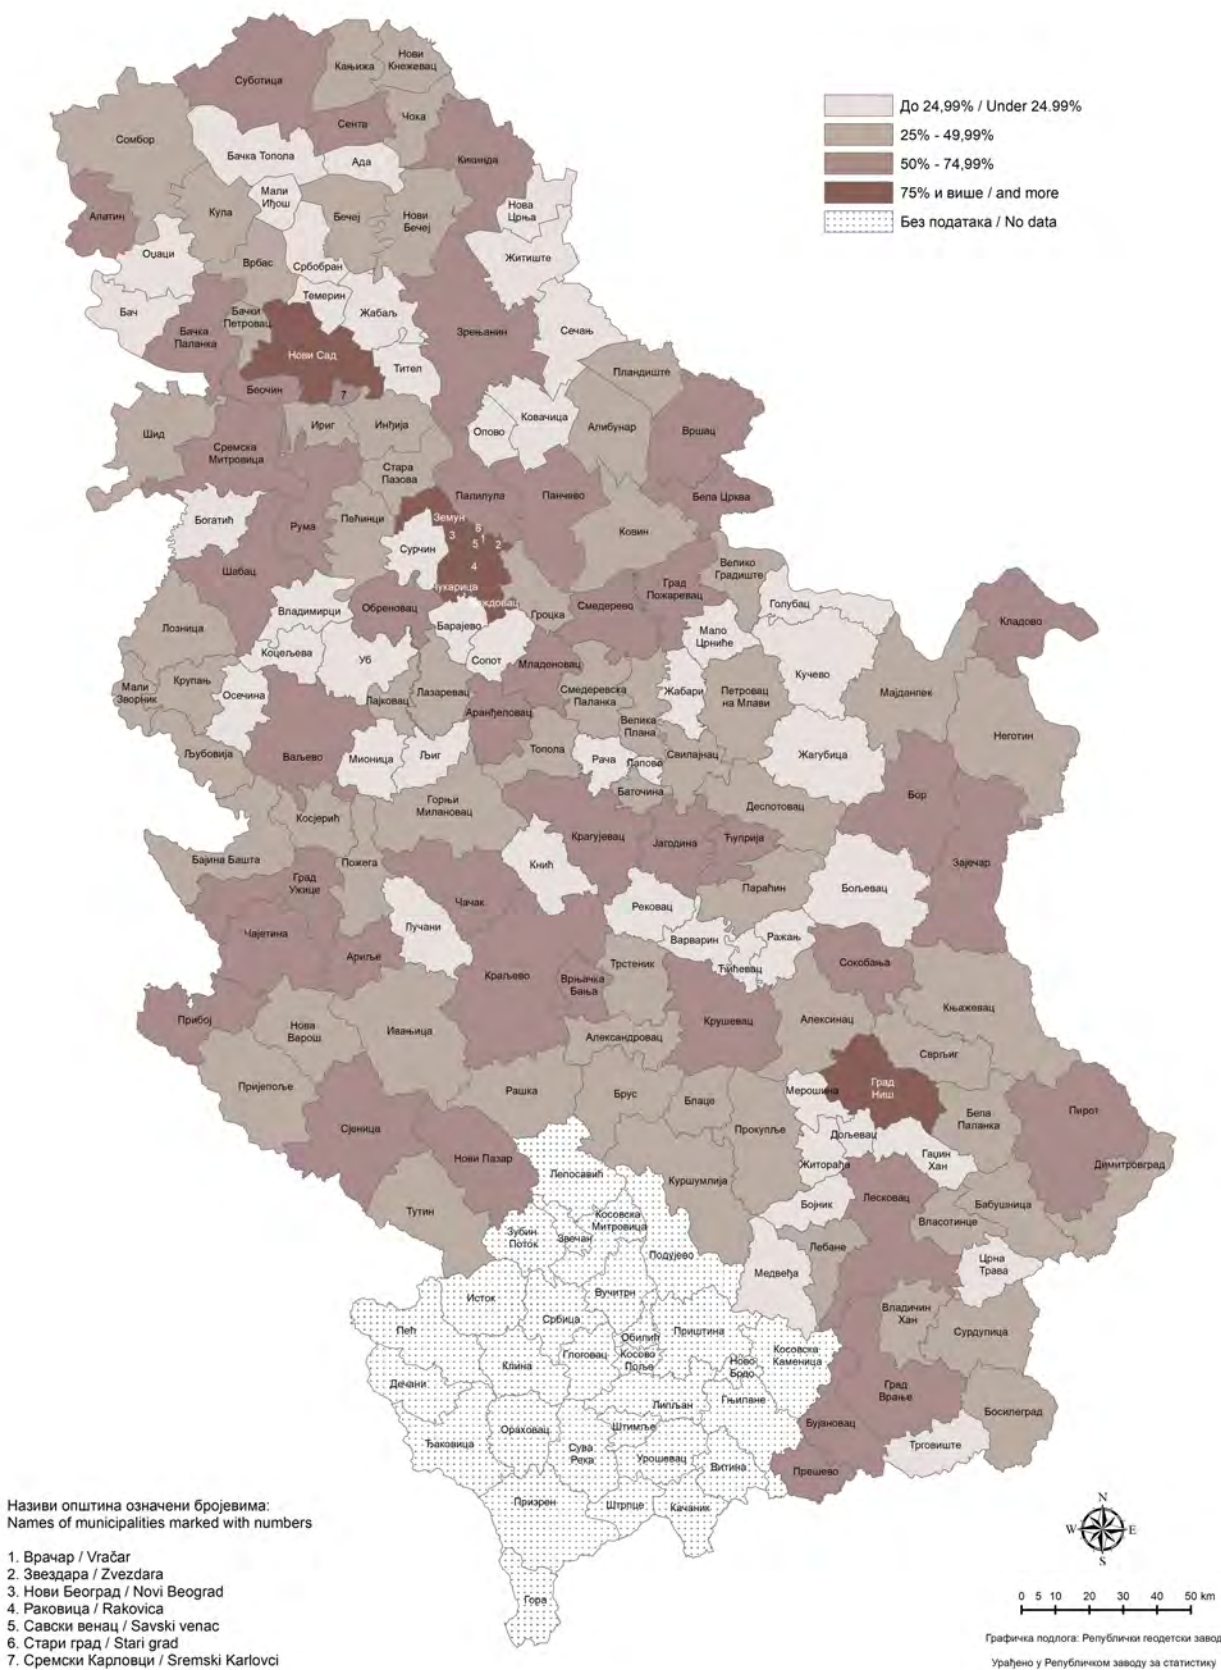 До 24,99% / Under 24.99%
25% - 49,99%
50% - 74,99%
75% и више / and more
Без података / No data
Суботица
Кањижа
Нови
Кнежевац
Сента
Чока
Сомбор
Бачка Топола
Ада
Кикинда
Мали
Иђош
Апатин
Кула
Бечеј
Нови
Бечеј
Нова
Црња
Оџаци
Врбас
Србобран
Житиште
Бач
Бачка
Паланка
Бачки
Петровац
Темерин
Жабаљ
Зрењанин
Сечањ
Нови Сад
Тител
Беочин
7
Пландиште
Шид
Сремска
Митровица
Ириг
Инђија
Опово
Ковачица
Алибунар
Вршац
Стара
Пазова
Богатић
Рума
Пећинци
Земун
Палилула
Панчево
Бела Црква
6
3
1
5
2
4
Сурчин
Ковин
Шабац
Владимирци
Обреновац
Чукарица
Барајево
Гроцка
Смедерево
Град
Пожаревац
Велико
Градиште
Голубац
Кладово
Лозница
Коцељева
Уб
Сопот
Младеновац
Мало
Црниће
Кучево
Мали
Зворник
Крупањ
Осечина
Лајковац
Лазаревац
Аранђеловац
Смедеревска
Паланка
Жабари
Петровац
на Млави
Мајданпек
Неготин
Љубовија
Ваљево
Мионица
Љиг
Топола
Велика
Плана
Рача
Лапово
Свилајнац
Жагубица
Баточина
Косјерић
Горњи
Милановац
Деспотовац
Бор
Бајина Башта
Пожега
Крагујевац
Јагодина
Ћуприја
Зајечар
Град
Ужице
Чачак
Кнић
Параћин
Бољевац
Чајетина
Ариље
Лучани
Рековац
Варварин
Ражањ
Ћићевац
Сокобања
Краљево
Врњачка
Бања
Трстеник
Прибој
Нова
Варош
Ивањица
Александровац
Крушевац
Алексинац
Књажевац
Сврљиг
Пријепоље
Рашка
Брус
Блаце
Мерошина
Град
Ниш
Бела
Паланка
Пирот
Сјеница
Нови Пазар
Прокупље
Дољевац
Гаџин
Хан
Димитровград
Лепосавић
Куршумлија
Житорађа
Тутин
Бојник
Лесковац
Бабушница
Власотинце
Косовска
Митровица
Зубин
Поток
Звечан
Подујево
Лебане
Медвеђа
Црна
Трава
Исток
Вучитрн
Србица
Пећ
Обилић
Приштина
Владичин
Хан
Сурдулица
Клина
Глоговац
Косово
Поље
Ново
Брдо
Косовска
Каменица
Дечани
Гњилане
Град
Врање
Босилеград
Липљан
Ђаковица
Ораховац
Штимље
Бујановац
Сува
Река
Урошевац
Витина
Трговиште
Прешево
Призрен
Штрпце
Качаник
Гора
Називи општина означени бројевима:
Names of municipalities marked with numbers
1. Врачар / Vračar
2. Звездара / Zvezdara
3. Нови Београд / Novi Beograd
4. Раковица / Rakovica
5. Савски венац / Savski venac
6. Стари град / Stari grad
7. Сремски Карловци / Sremski Karlovci
N
W E
S
0 5 10 20 30 40 50 km
Графичка подлога: Републички геодетски завод
Урађено у Републичком заводу за статистику